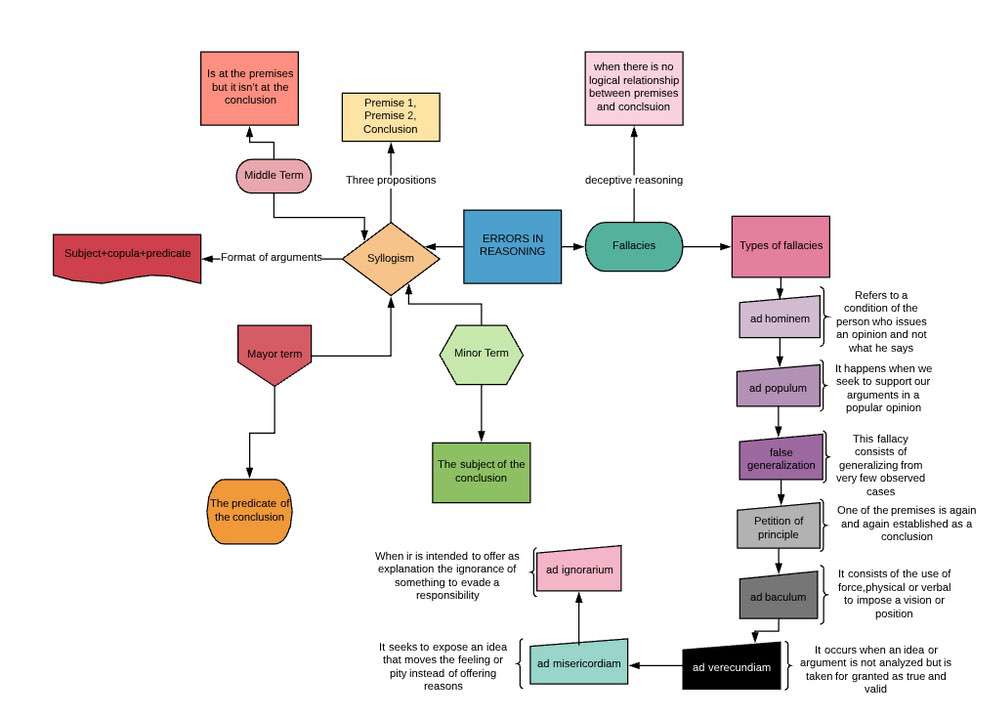 Is at the premises
but it isn't at the
conclusion
Premise 1,
Premise 2,
Conclusion
when there is no
logical relationship
between premises
and conclsuion
Middle Term
Three propositions
deceptive reasoning
Subject+copula+predicate
Format of arguments
Syllogism
ERRORS IN
REASONING
Fallacies
Types of fallacies
ad hominem
Refers to a
condition of the
person who issues
an opinion and not
what he says
Mayor term
Minor Term
ad populum
It happens when we
seek to support our
arguments in a
popular opinion
The subject of the
conclusion
false
generalization
This fallacy
consists of
generalizing from
very few observed
cases
The predicate of
the conclusion
Petition of
principle
One of the premises is again
and again established as a
conclusion
ad baculum
It consists of the use of
force,physical or verbal
to impose a vision or
position
When ir is intended to offer as
explanation the ignorance of
something to evade a
responsibility
ad ignorarium
It seeks to expose an idea
that moves the feeling or
pity instead of offering
reasons
ad misericordiam
ad verecundiam
It occurs when an idea or
argument is not analyzed but is
taken for granted as true and
valid